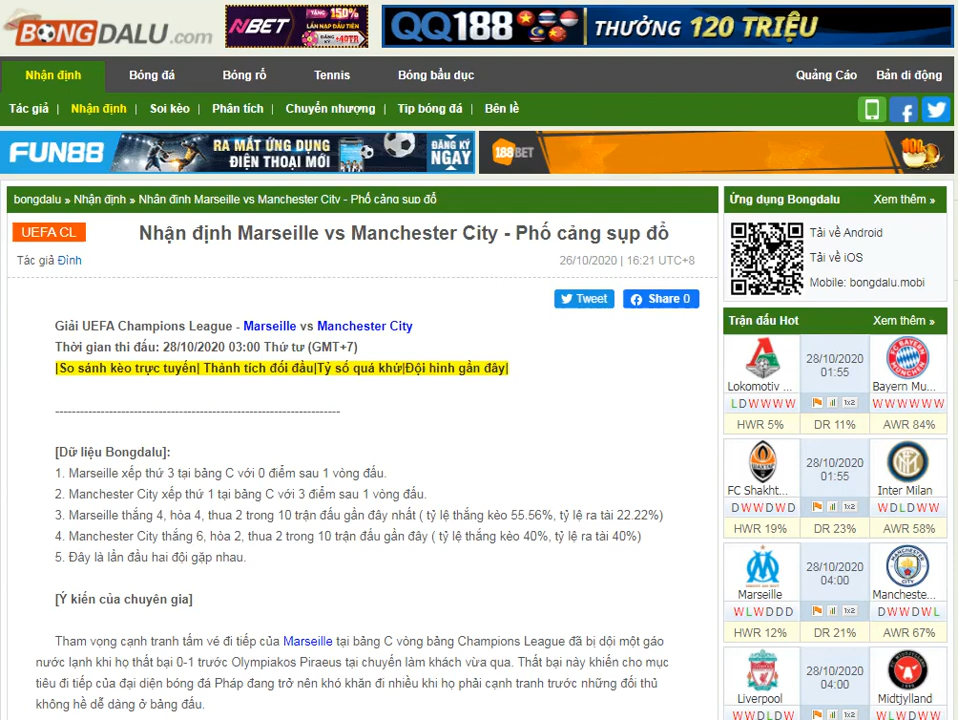 BONGDALU.com
NBET
TẶNG 150%
LẦN NẠP ĐẦU TIÊN
QQ188
THƯỞNG 120 TRIỆU
Nhận định Bóng đá Bóng rổ Tennis Bóng bầu dục Quảng Cáo Bản di động
Tác giả | Nhận định | Soi kèo | Phân tích | Chuyển nhượng | Tip bóng đá | Bên lề
FUN88
RA MẮT ỨNG DỤNG
ĐIỆN THOẠI MỚI
ĐĂNG KÝ
NGAY
188BET
bongdalu » Nhận định » Nhận định Marseille vs Manchester City - Phố cảng sụp đổ
UEFA CL
Nhận định Marseille vs Manchester City - Phố cảng sụp đổ
Tác giả Đình
26/10/2020 | 16:21 UTC+8
Tweet
Share 0
Giải UEFA Champions League - Marseille vs Manchester City
Thời gian thi đấu: 28/10/2020 03:00 Thứ tư (GMT+7)
|So sánh kèo trực tuyến| Thành tích đối đầu|Tỷ số quá khứ|Đội hình gần đây|
--------------------------------------------------------------------
[Dữ liệu Bongdalu]:
1. Marseille xếp thứ 3 tại bảng C với 0 điểm sau 1 vòng đấu.
2. Manchester City xếp thứ 1 tại bảng C với 3 điểm sau 1 vòng đấu.
3. Marseille thắng 4, hòa 4, thua 2 trong 10 trận đấu gần đây nhất ( tỷ lệ thắng kèo 55.56%, tỷ lệ ra tài 22.22%)
4. Manchester City thắng 6, hòa 2, thua 2 trong 10 trận đấu gần đây ( tỷ lệ thắng kèo 40%, tỷ lệ ra tài 40%)
5. Đây là lần đầu hai đội gặp nhau.
[Ý kiến của chuyên gia]
Tham vọng cạnh tranh tấm vé đi tiếp của Marseille tại bảng C vòng bảng Champions League đã bị dội một gáo
nước lạnh khi họ thất bại 0-1 trước Olympiakos Piraeus tại chuyến làm khách vừa qua. Thất bại này khiến cho mục
tiêu đi tiếp của đại diện bóng đá Pháp đang trở nên khó khăn đi nhiều khi họ phải cạnh tranh trước những đối thủ
không hề dễ dàng ở bảng đấu.
Ứng dụng Bongdalu Xem thêm »
Tải về Android
Tải về iOS
Mobile: bongdalu.mobi
Trận đấu Hot Xem thêm »
28/10/2020
01:55
Lokomotiv ... Bayern Mu...
LDWWWW 1x2 WWWWWW
HWR 5% DR 11% AWR 84%
28/10/2020
01:55
FC Shakht... Inter Milan
DWWDWD 1x2 WDLDWW
HWR 19% DR 23% AWR 58%
28/10/2020
04:00
Marseille Mancheste...
WLWDDD 1x2 DWWDWL
HWR 12% DR 21% AWR 67%
28/10/2020
04:00
Liverpool Midtjylland
WWDLDW 1x2 WLWDWW